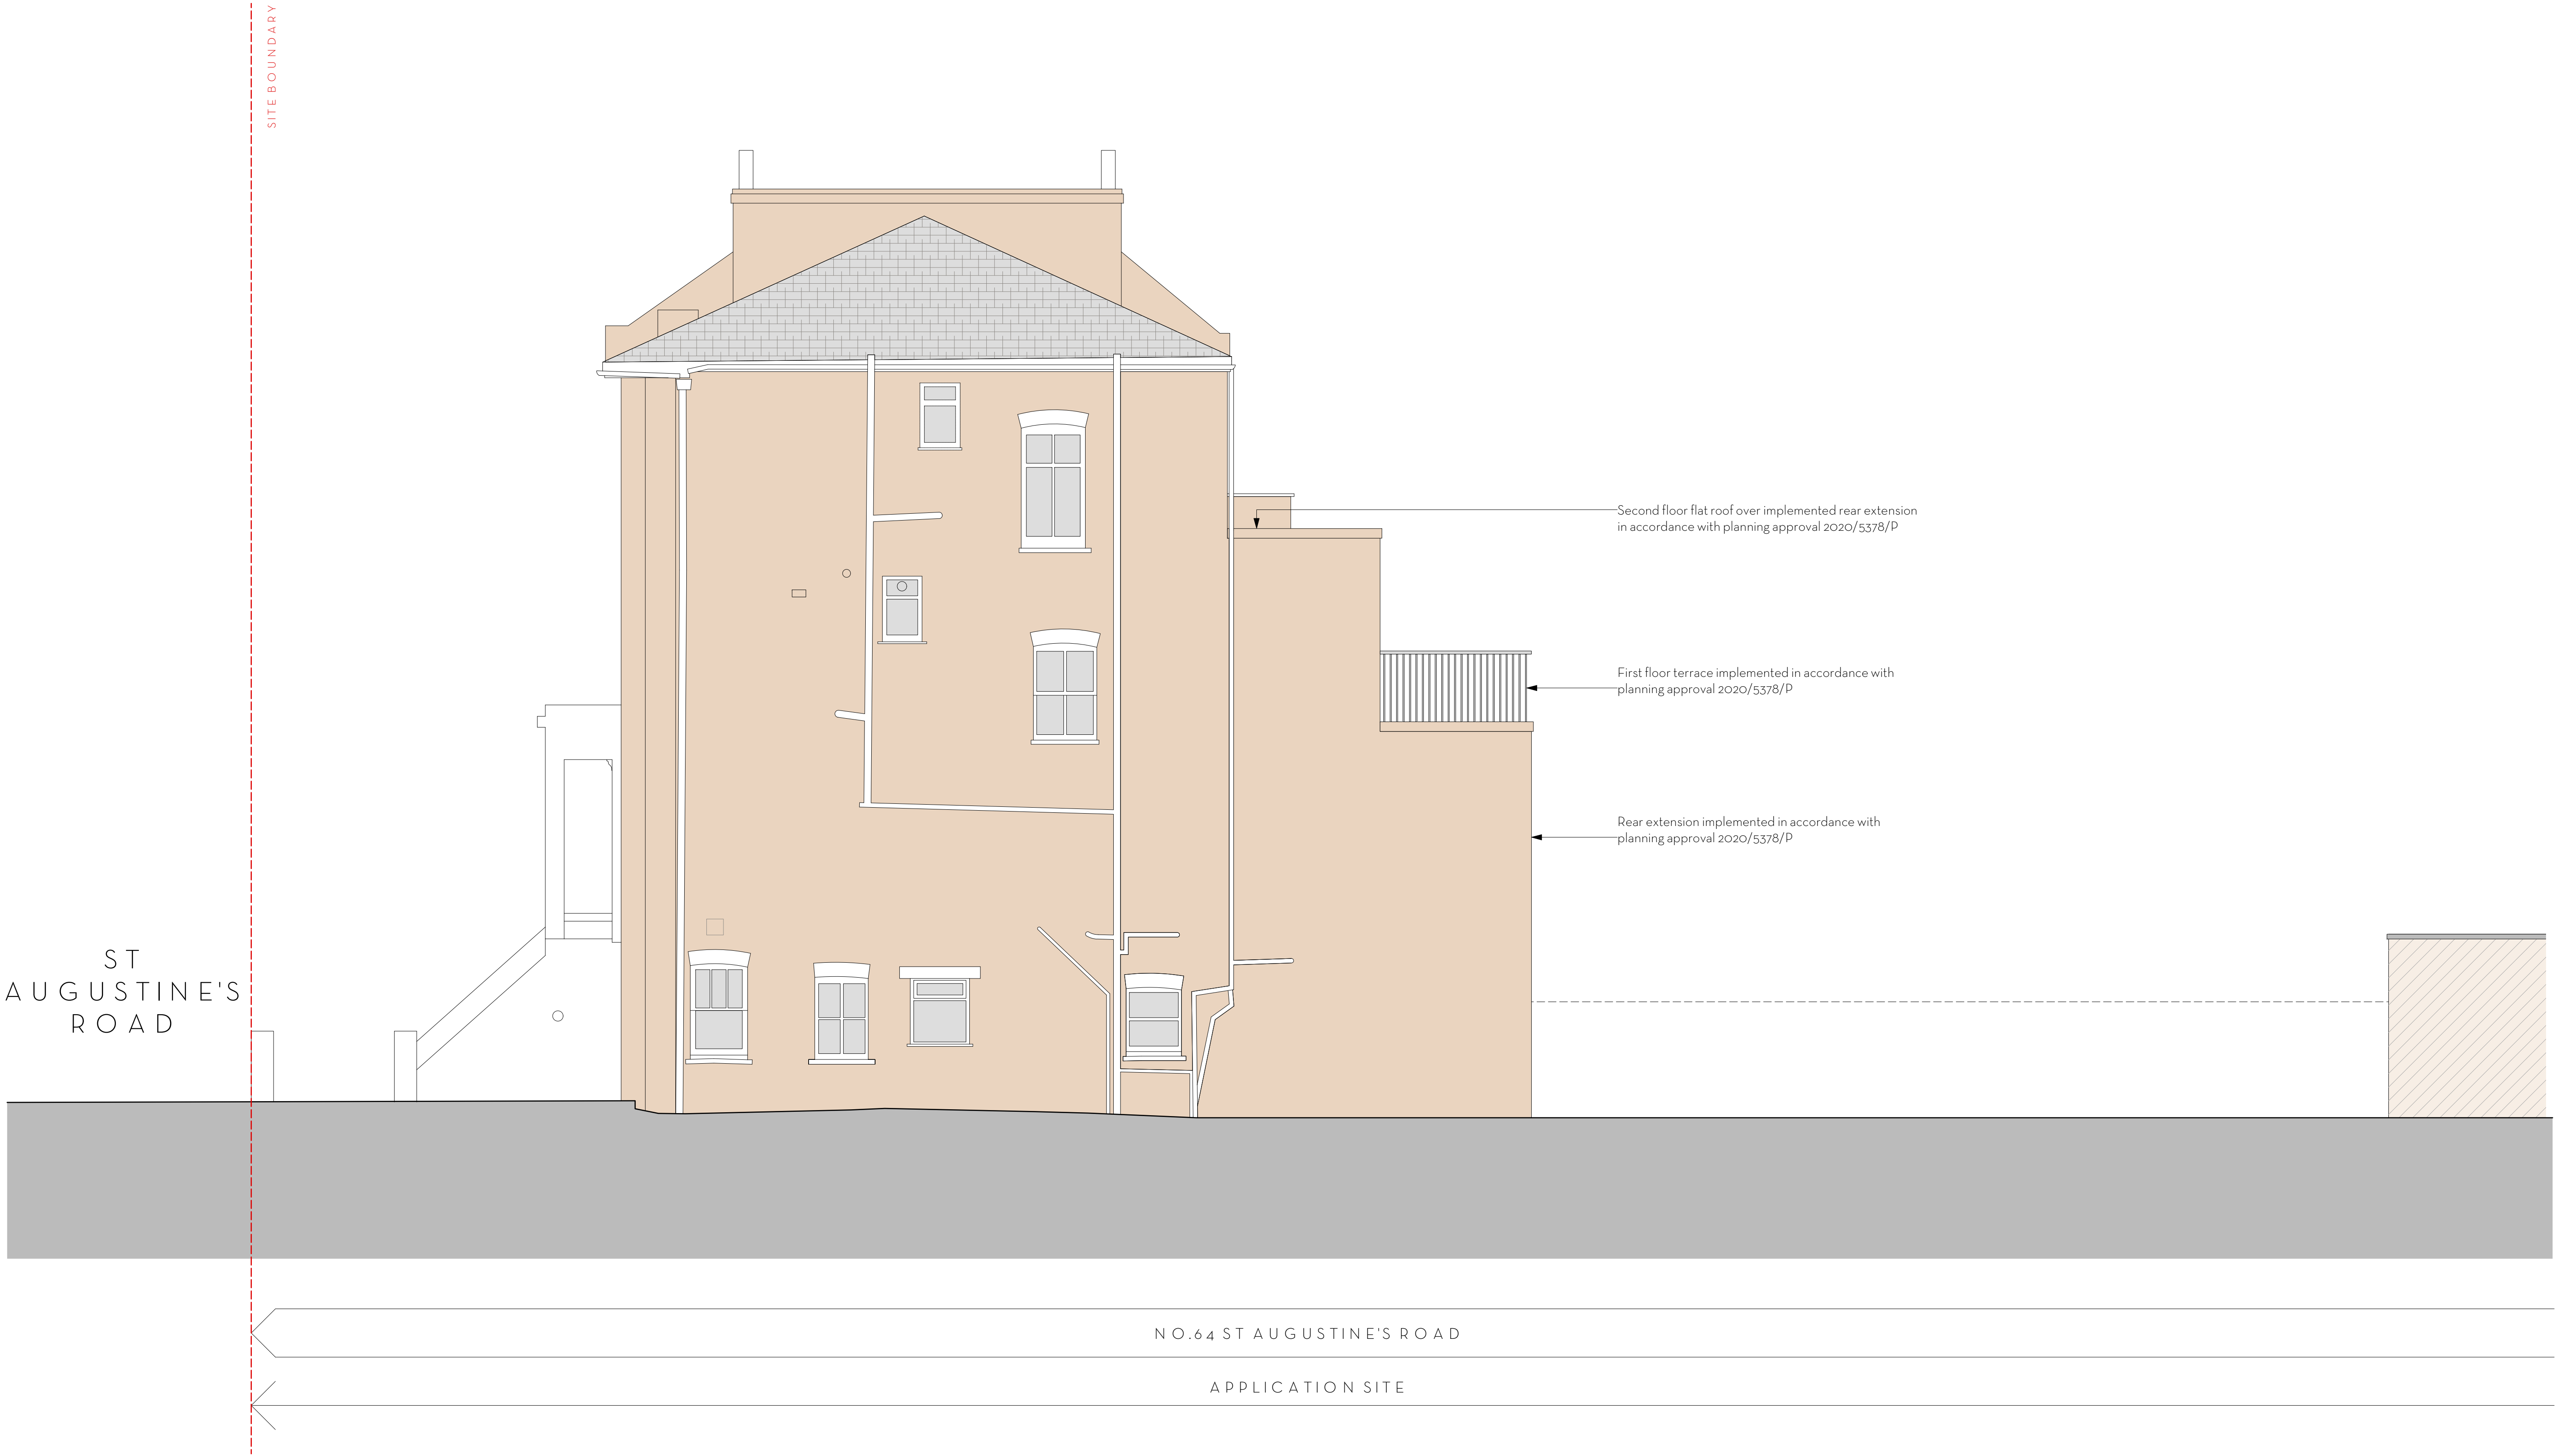 SITE BOUNDARY
Second floor flat roof over implemented rear extension
in accordance with planning approval 2020/5378/P
First floor terrace implemented in accordance with
planning approval 2020/5378/P
Rear extension implemented in accordance with
planning approval 2020/5378/P
ST
AUGUSTINE'S
ROAD
NO.64 ST AUGUSTINE'S ROAD
APPLICATION SITE